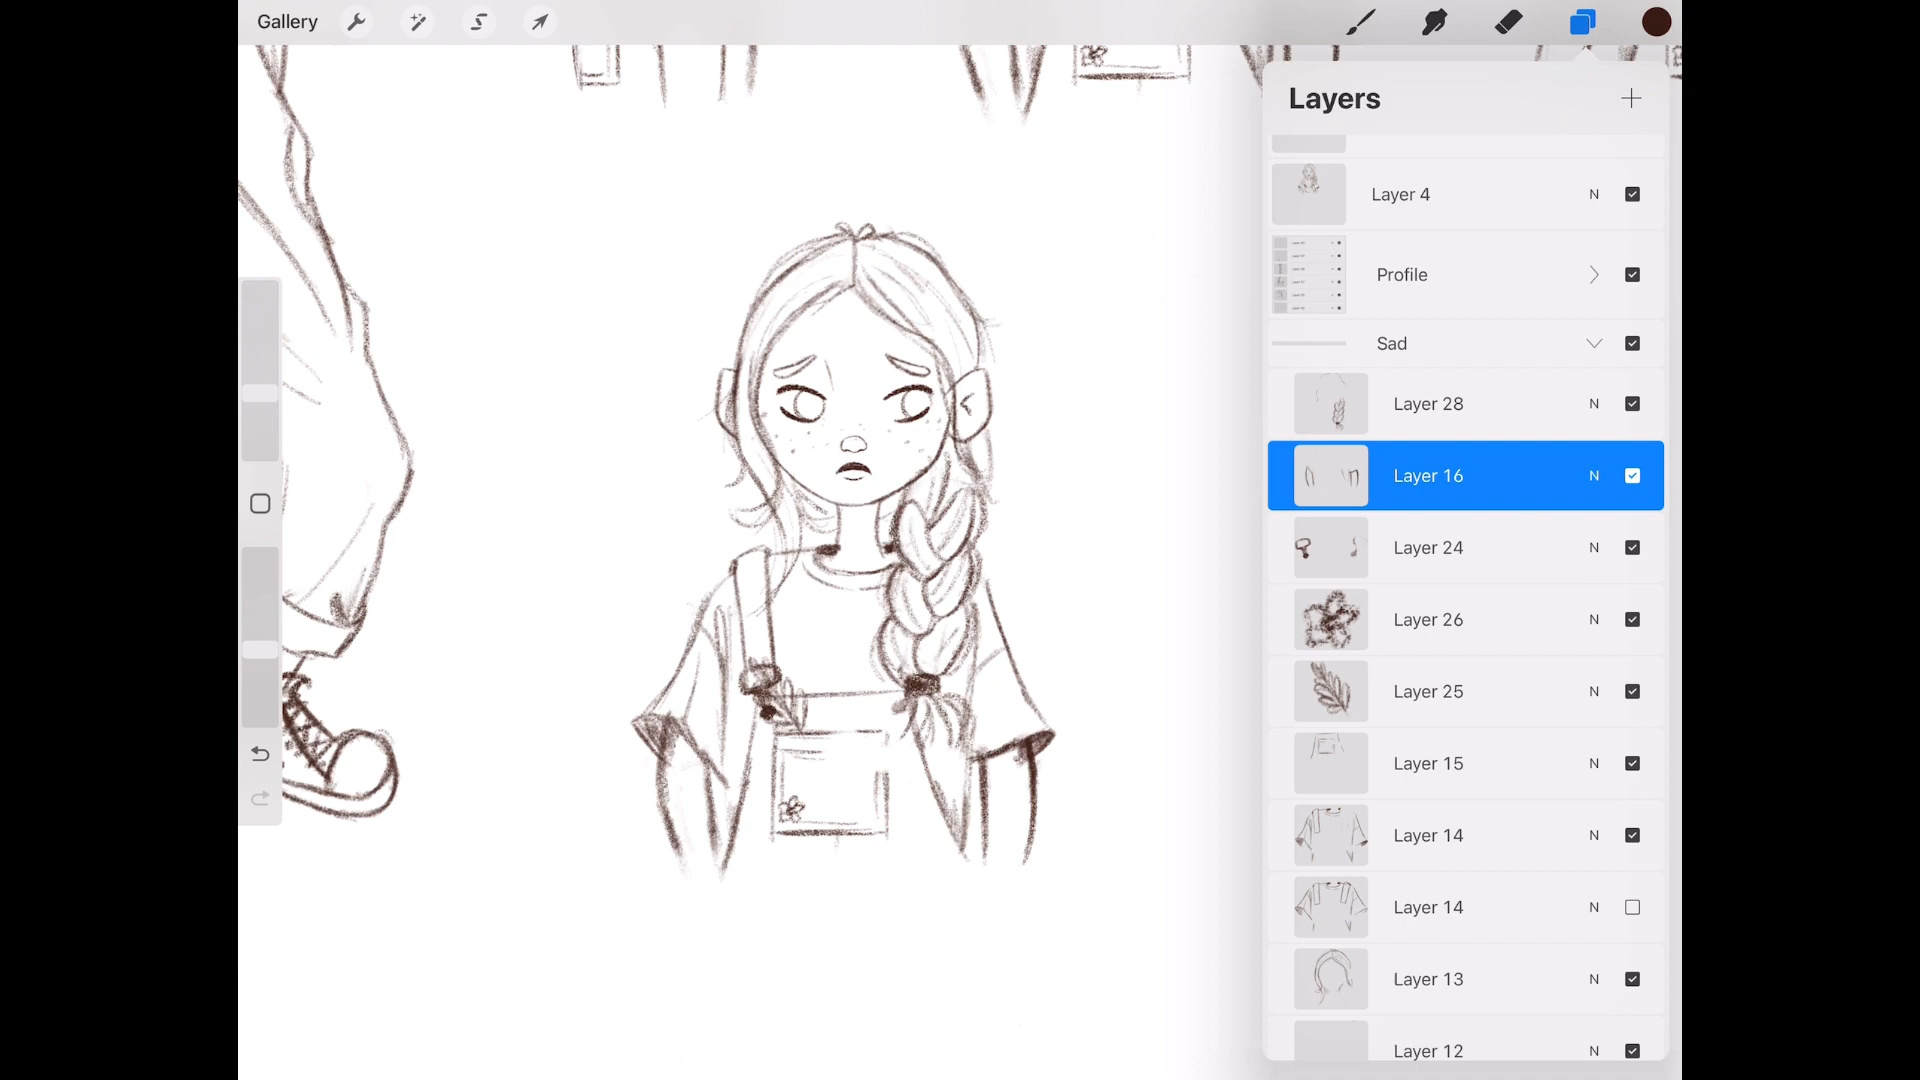 Gallery
Layers
Layer 4 N
Profile
Sad
Layer 28 N
Layer 16 N
Layer 24 N
Layer 26 N
Layer 25 N
Layer 15 N
Layer 14 N
Layer 14 N
Layer 13 N
Layer 12 N